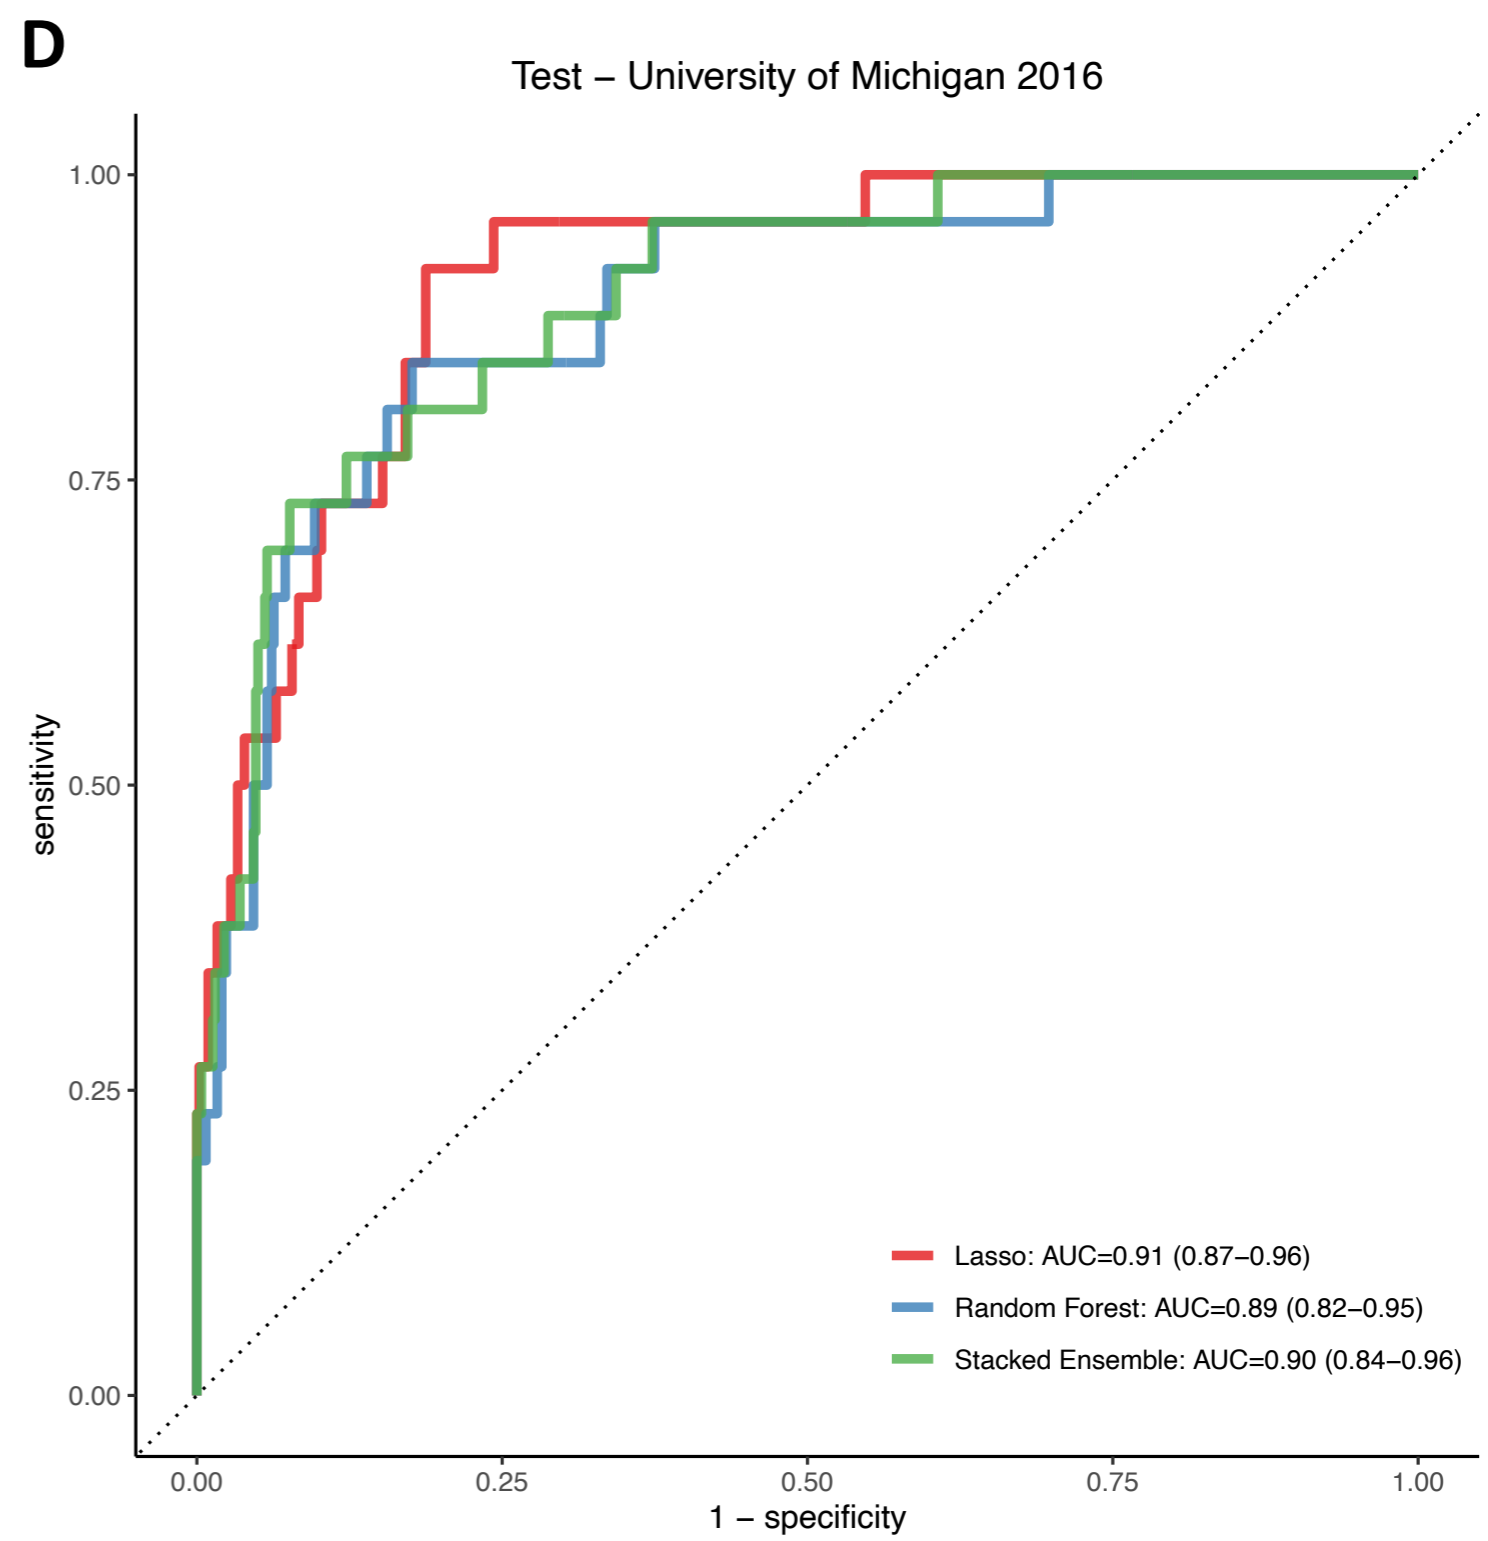 D
Test – University of Michigan 2016
1.00
0.75
0.50
0.25
0.00
sensitivity
Lasso: AUC=0.91 (0.87–0.96)
Random Forest: AUC=0.89 (0.82–0.95)
Stacked Ensemble: AUC=0.90 (0.84–0.96)
0.00 0.25 0.50 0.75 1.00
1 – specificity